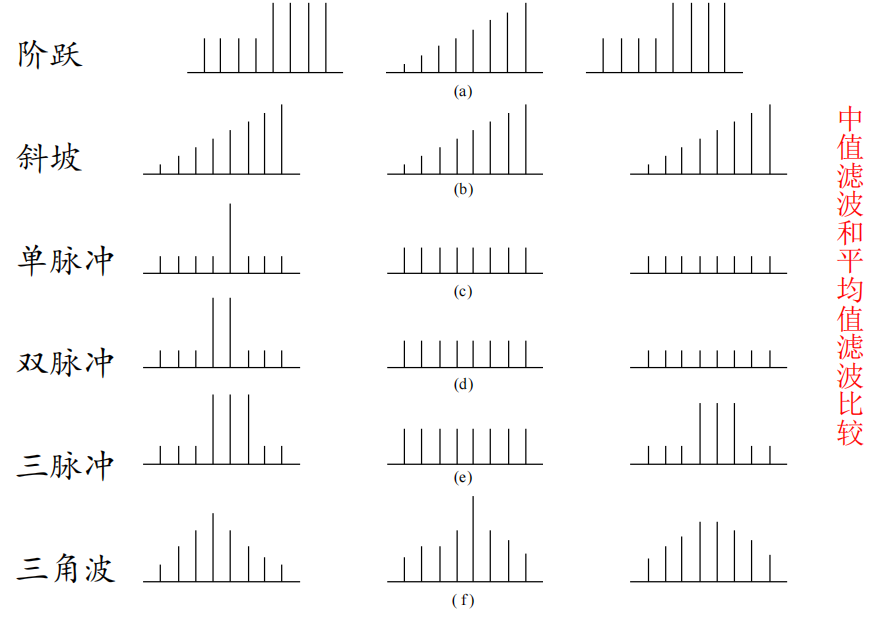 阶跃
(a)
斜坡
(b)
单脉冲
(c)
双脉冲
(d)
三脉冲
(e)
三角波
(f)
中值滤波和平均值滤波比较